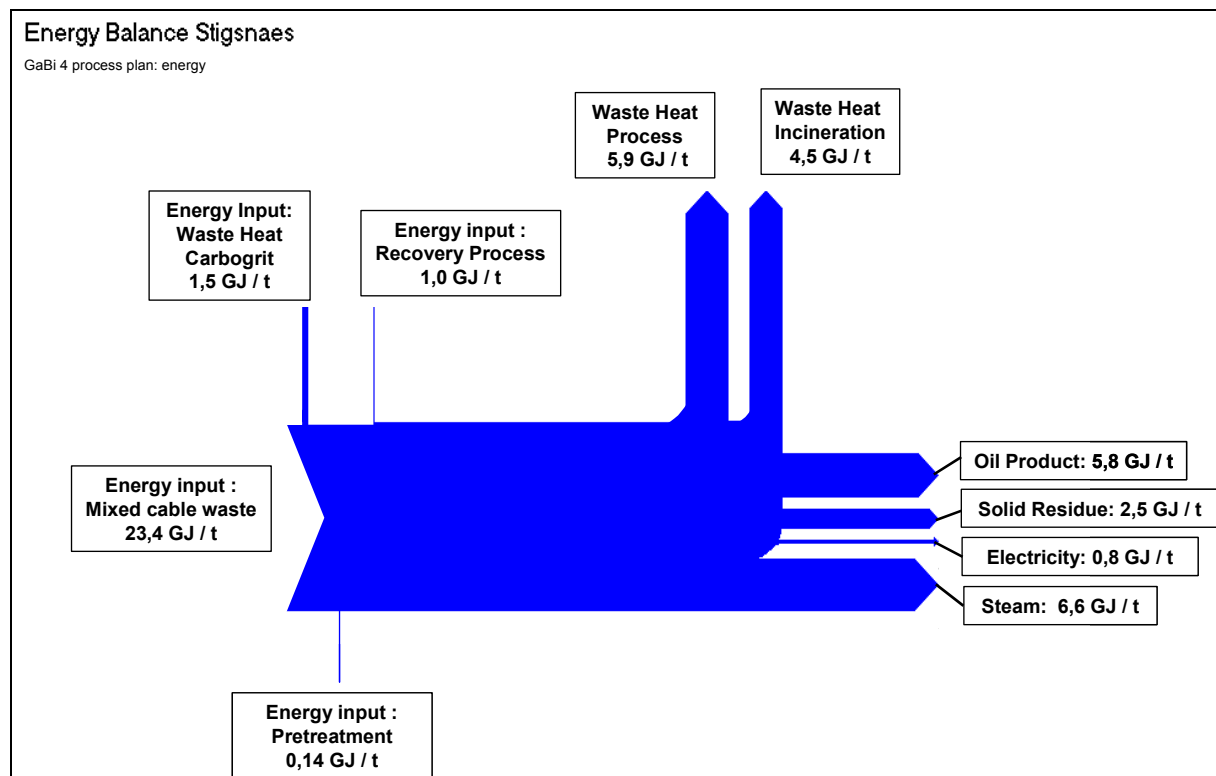 Energy Balance Stigsnaes
GaBi 4 process plan: energy
Waste Heat
Process
5,9 GJ / t
Waste Heat
Incineration
4,5 GJ / t
Energy Input:
Waste Heat
Carbogrit
1,5 GJ / t
Energy input :
Recovery Process
1,0 GJ / t
Energy input :
Mixed cable waste
23,4 GJ / t
Oil Product: 5,8 GJ / t
Solid Residue: 2,5 GJ / t
Electricity: 0,8 GJ / t
Steam:  6,6 GJ / t
Energy input :
Pretreatment
0,14 GJ / t